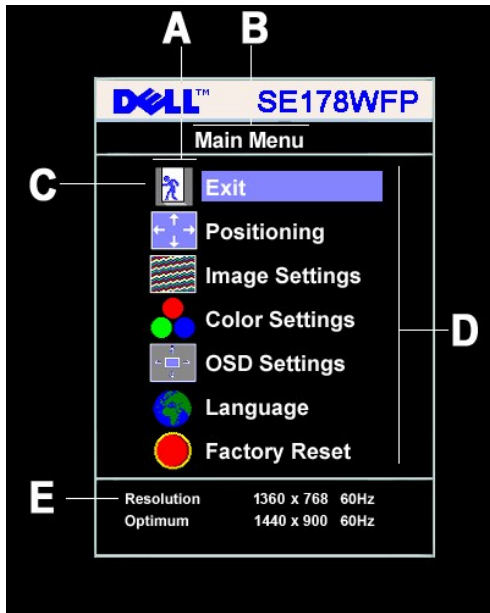 A
B
DELL™ SE178WFP
Main Menu
C
Exit
Positioning
Image Settings
Color Settings
D
OSD Settings
Language
Factory Reset
E
Resolution 1360 x 768 60Hz
Optimum 1440 x 900 60Hz